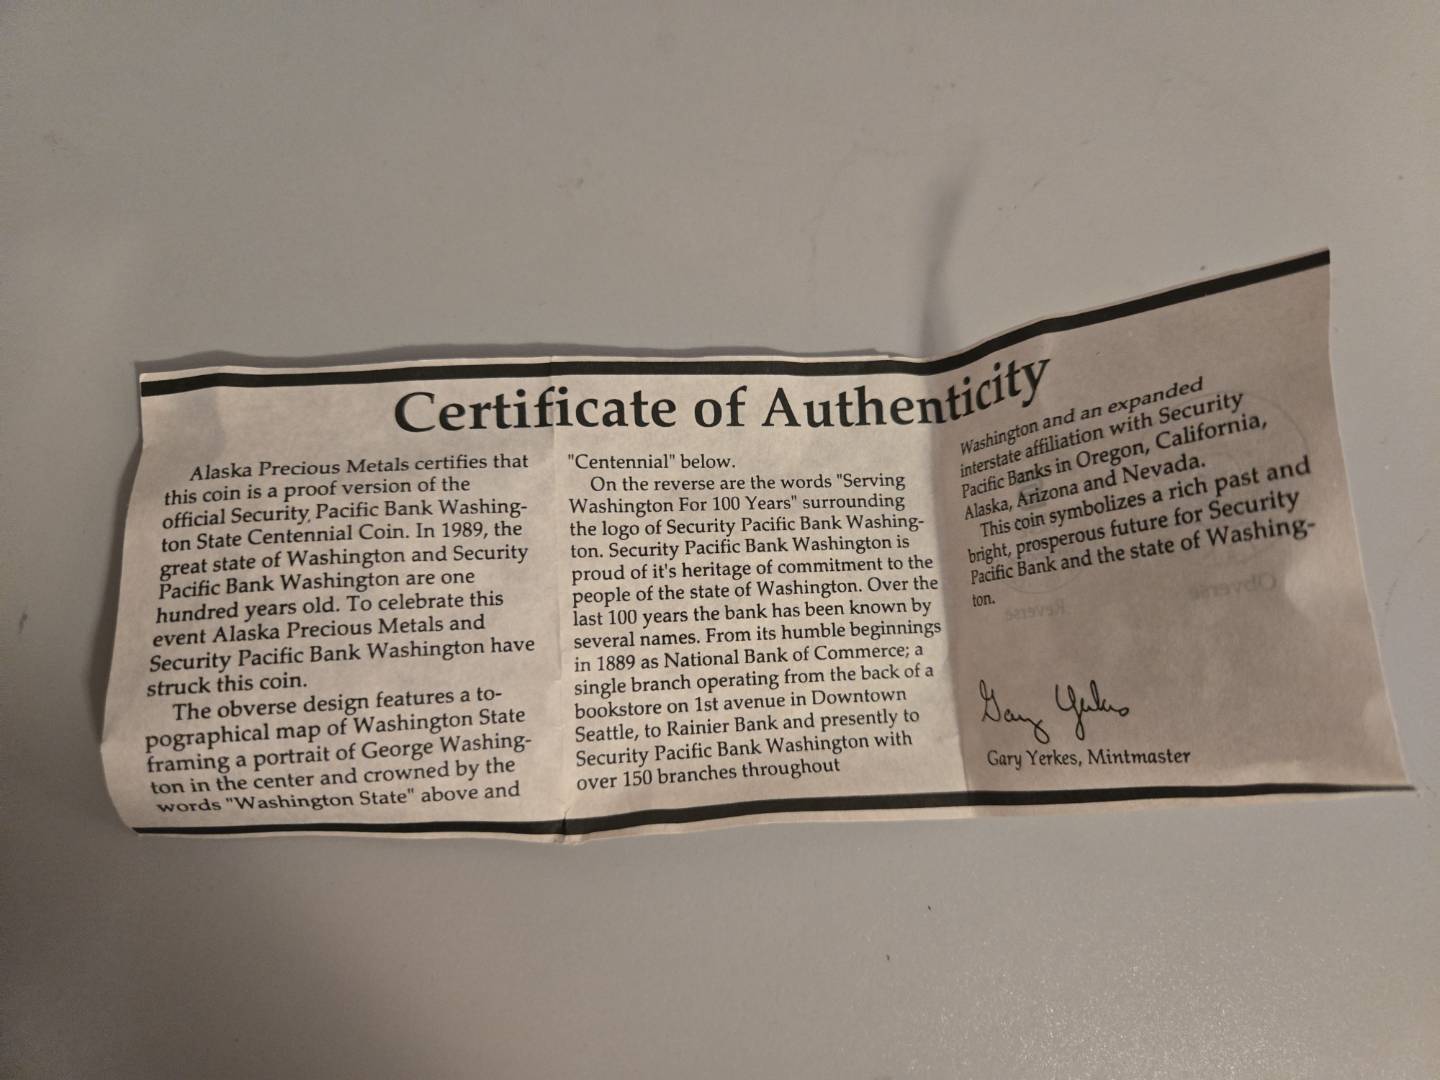 Certificate of Authenticity
Alaska Precious Metals certifies that
this coin is a proof version of the
official Security Pacific Bank Washing-
ton State Centennial Coin. In 1989, the
great state of Washington and Security
Pacific Bank Washington are one
hundred years old. To celebrate this
event Alaska Precious Metals and
Security Pacific Bank Washington have
struck this coin.
The obverse design features a to-
pographical map of Washington State
framing a portrait of George Washing-
ton in the center and crowned by the
words "Washington State" above and
"Centennial" below.
On the reverse are the words "Serving
Washington For 100 Years" surrounding
the logo of Security Pacific Bank Washing-
ton. Security Pacific Bank Washington is
proud of it's heritage of commitment to the
people of the state of Washington. Over the
last 100 years the bank has been known by
several names. From its humble beginnings
in 1889 as National Bank of Commerce; a
single branch operating from the back of a
bookstore on 1st avenue in Downtown
Seattle, to Rainier Bank and presently to
Security Pacific Bank Washington with
over 150 branches throughout
Washington and an expanded
interstate affiliation with Security
Pacific Banks in Oregon, California,
Alaska, Arizona and Nevada.
This coin symbolizes a rich past and
bright, prosperous future for Security
Pacific Bank and the state of Washing-
ton.
Reverse Obverse
Gary Yerkes
Gary Yerkes, Mintmaster